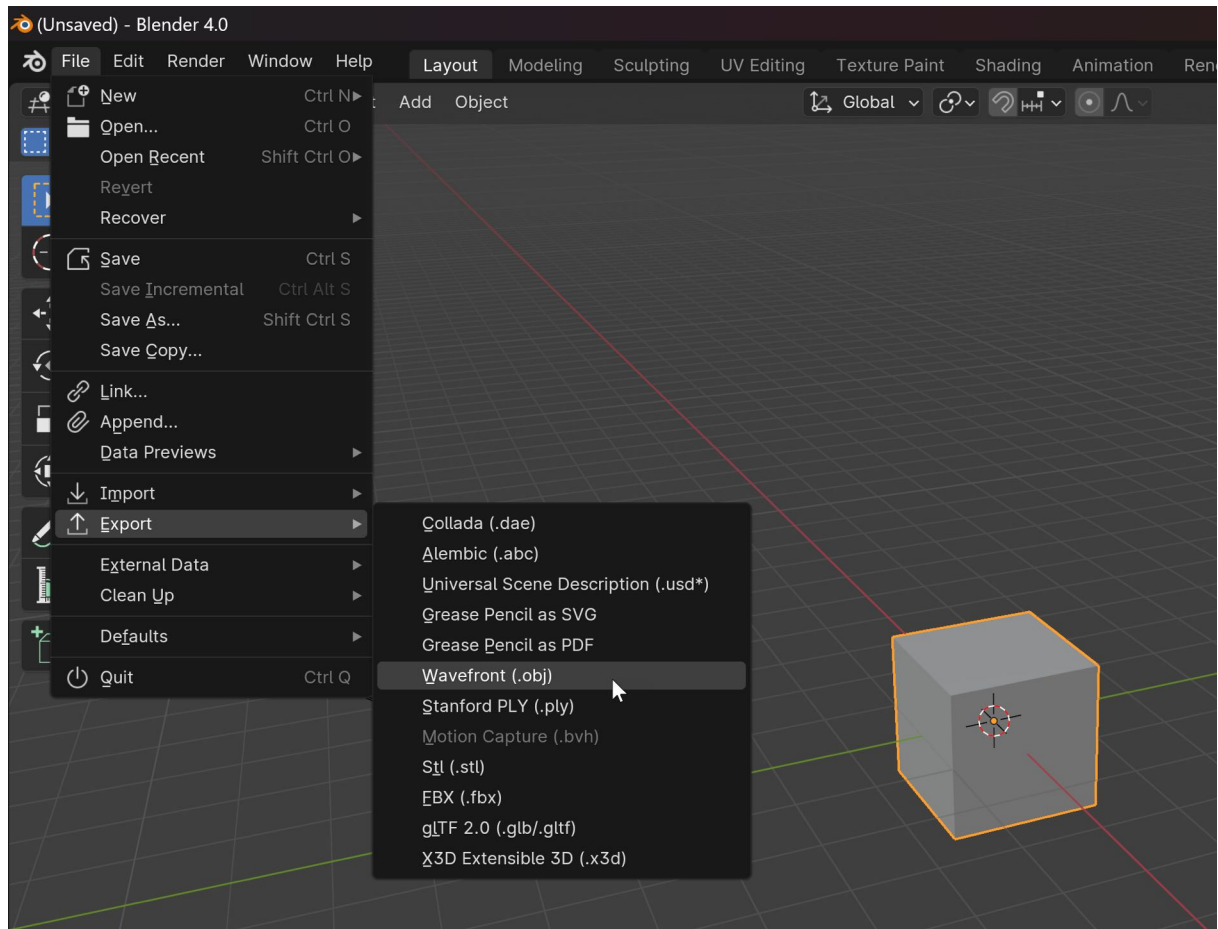 (Unsaved) - Blender 4.0
File Edit Render Window Help Layout Modeling Sculpting UV Editing Texture Paint Shading Animation
Add Object Global
New Ctrl N
Open... Ctrl O
Open Recent Shift Ctrl O
Revert
Recover
Save Ctrl S
Save Incremental Ctrl Alt S
Save As... Shift Ctrl S
Save Copy...
Link...
Append...
Data Previews
Import
Export
External Data
Clean Up
Defaults
Quit Ctrl Q
Collada (.dae)
Alembic (.abc)
Universal Scene Description (.usd*)
Grease Pencil as SVG
Grease Pencil as PDF
Wavefront (.obj)
Stanford PLY (.ply)
Motion Capture (.bvh)
Stl (.stl)
FBX (.fbx)
glTF 2.0 (.glb/.gltf)
X3D Extensible 3D (.x3d)